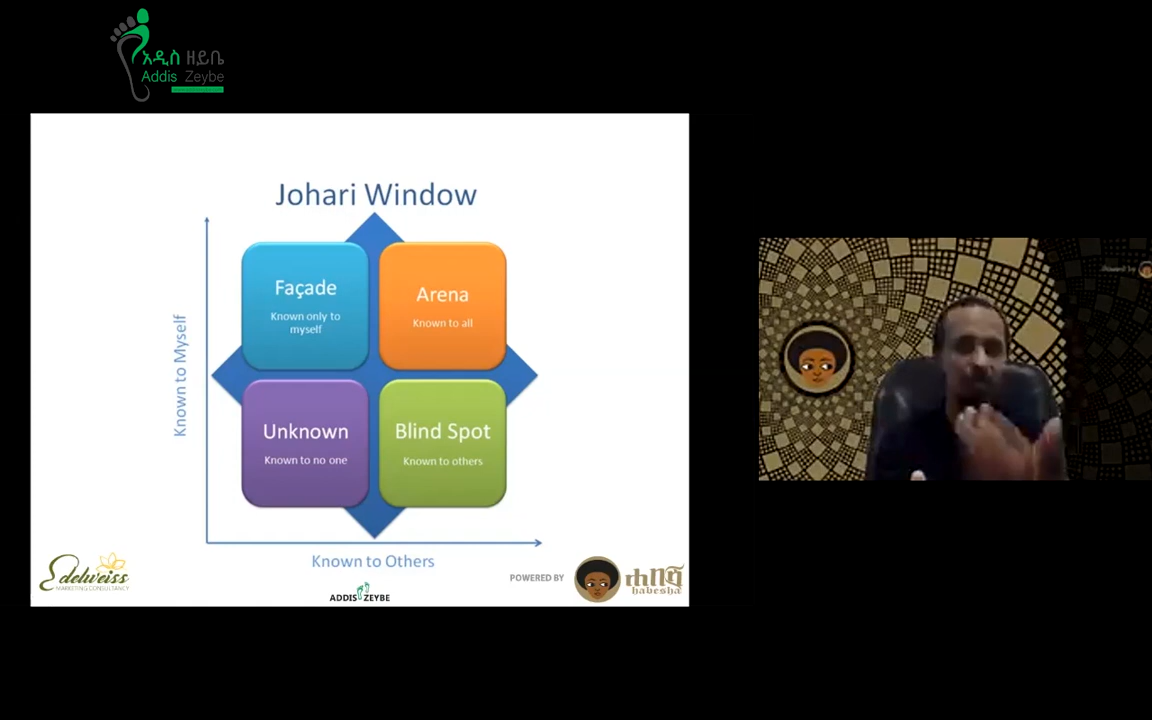 አዲስ ዘይቤ
Addis Zeybe
Johari Window
Known to Myself
Façade
Known only to
myself
Arena
Known to all
Unknown
Known to no one
Blind Spot
Known to others
Known to Others
Edelweiss
MARKETING CONSULTANCY
ADDIS ZEYBE
POWERED BY
ሐበሻ
habesha
Powered by